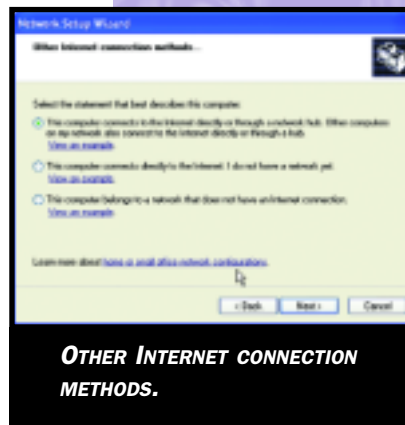 Network Setup Wizard
Other Internet connection methods...
Select the statement that best describes this computer:
This computer connects to the Internet directly or through a network hub. Other computers
on my network also connect to the Internet directly or through a hub.
View an example.
This computer connects directly to the Internet. I do not have a network yet.
View an example.
This computer belongs to a network that does not have an Internet connection.
View an example.
Learn more about home or small office network configurations.
< Back Next > Cancel
OTHER INTERNET CONNECTION
METHODS.